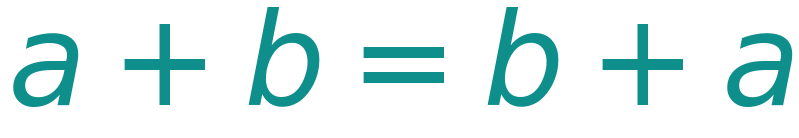 a + b = b + a